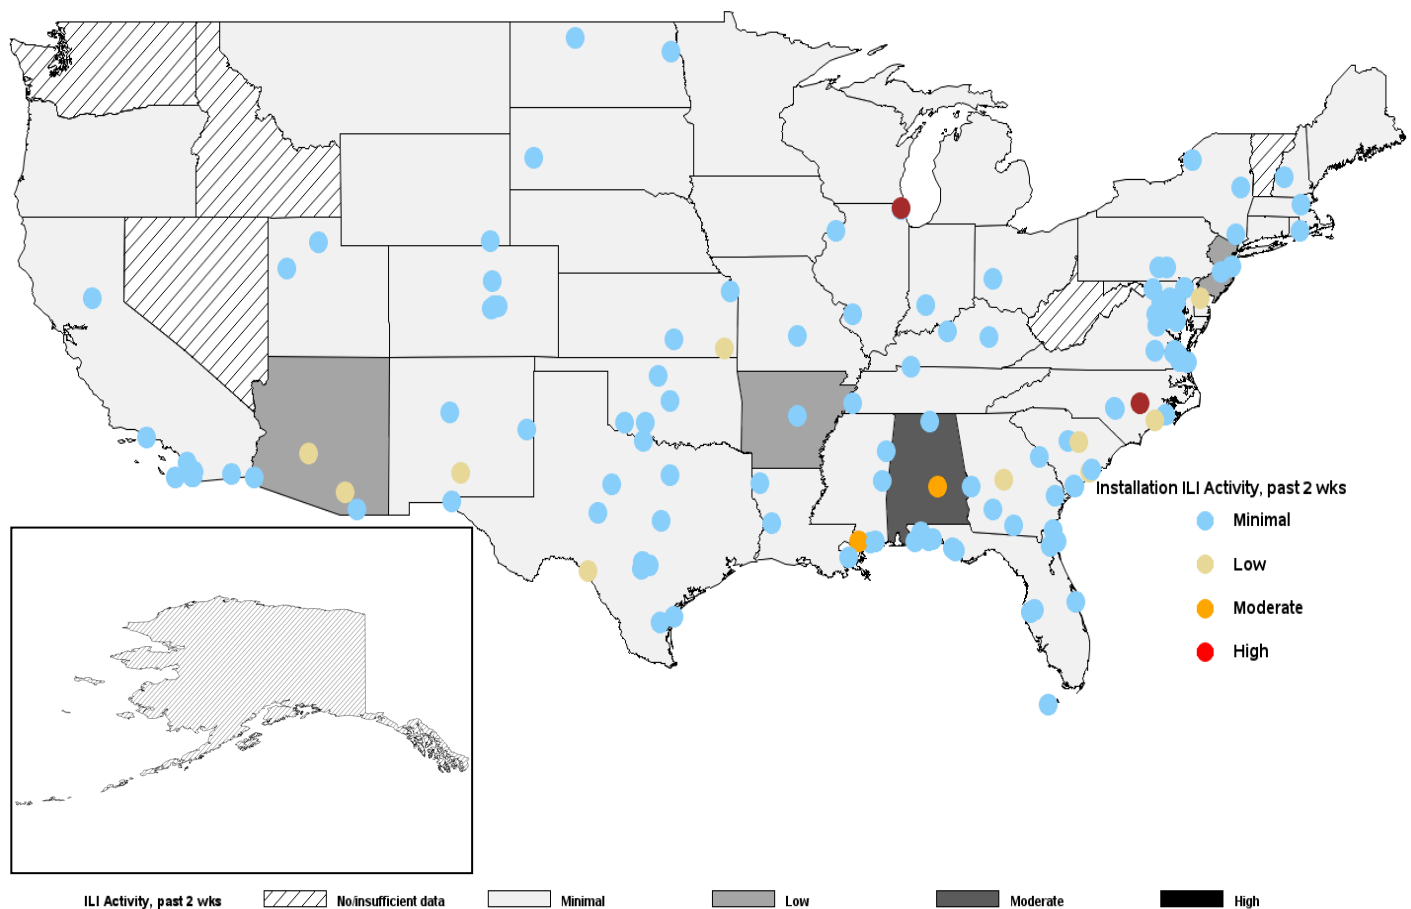 Installation ILI Activity, past 2 wks
Minimal
Low
Moderate
High
ILI Activity, past 2 wks No/insufficient data Minimal Low Moderate High